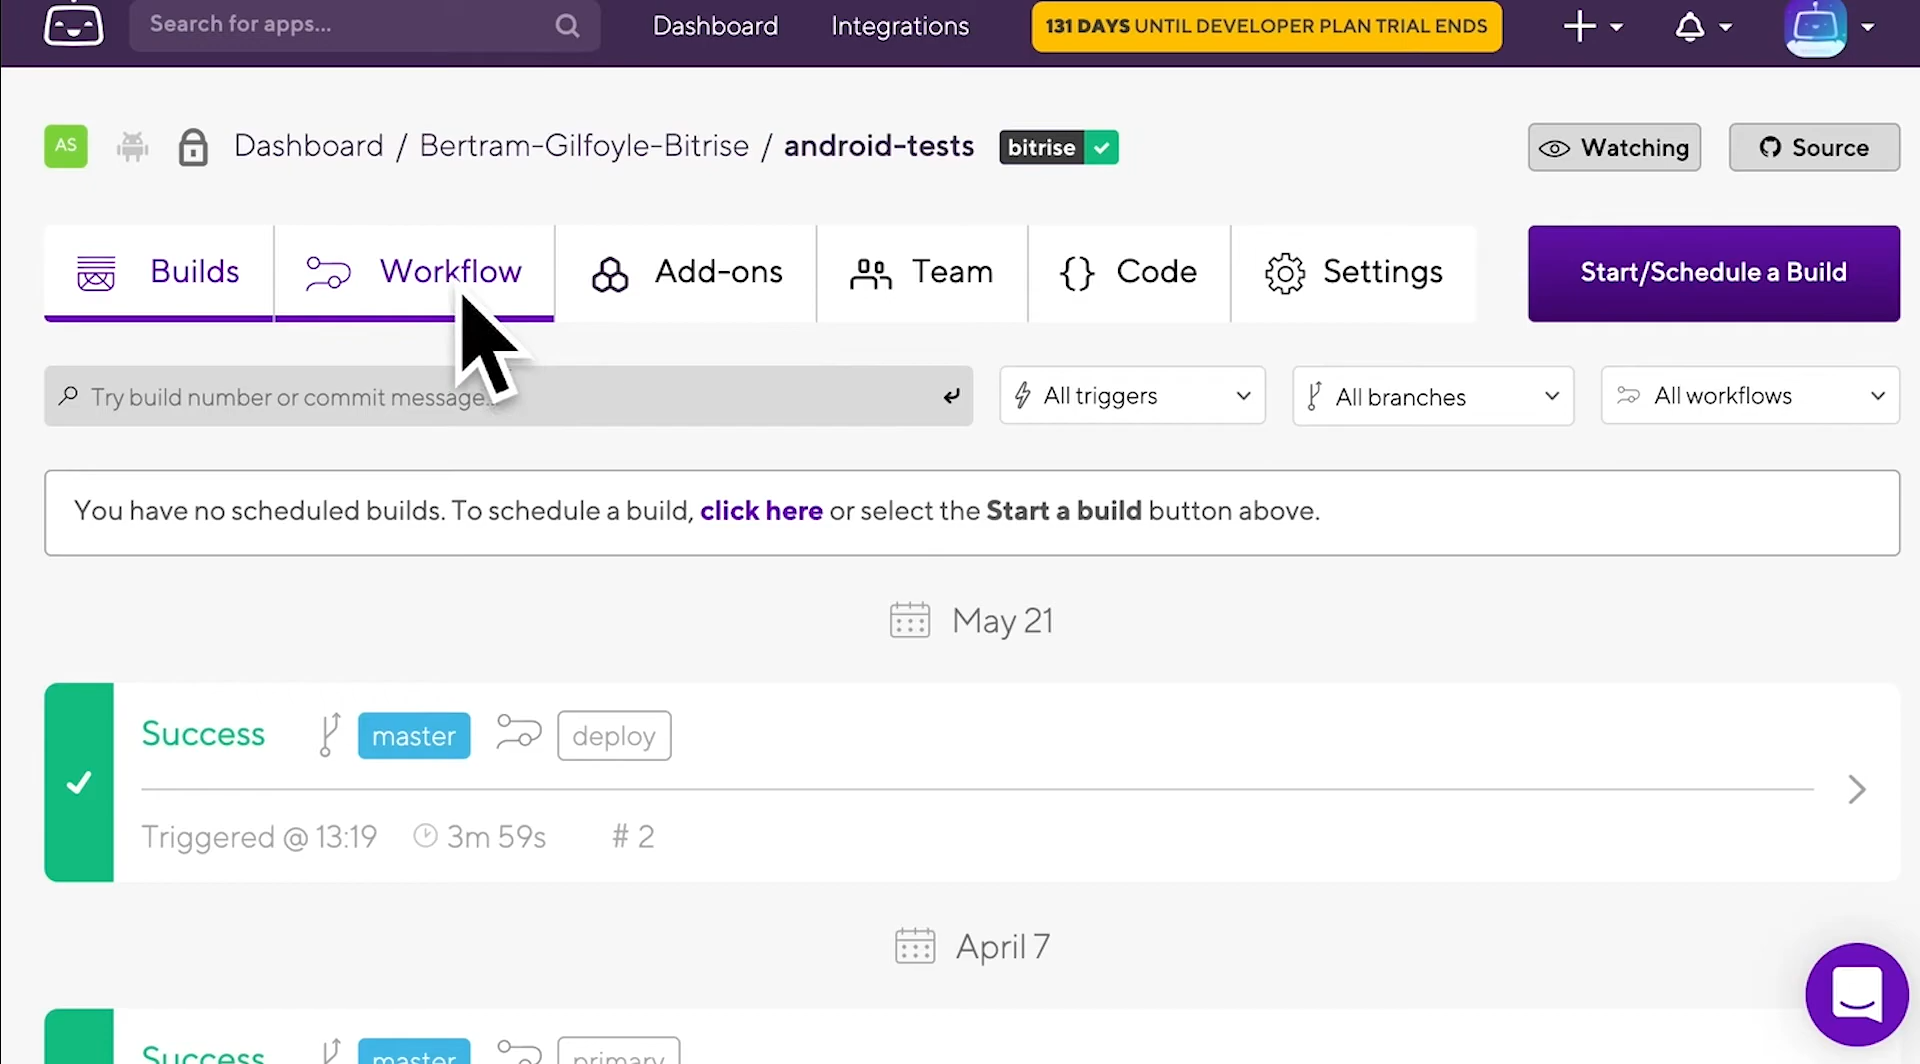 Search for apps...
Dashboard
Integrations
131 DAYS UNTIL DEVELOPER PLAN TRIAL ENDS
AS
Dashboard / Bertram-Gilfoyle-Bitrise / android-tests
bitrise
Watching
Source
Builds
Workflow
Add-ons
Team
Code
Settings
Start/Schedule a Build
Try build number or commit message...
All triggers
All branches
All workflows
You have no scheduled builds. To schedule a build, click here or select the Start a build button above.
May 21
Success
master
deploy
Triggered @ 13:19
3m 59s
# 2
April 7
Success
master
primary